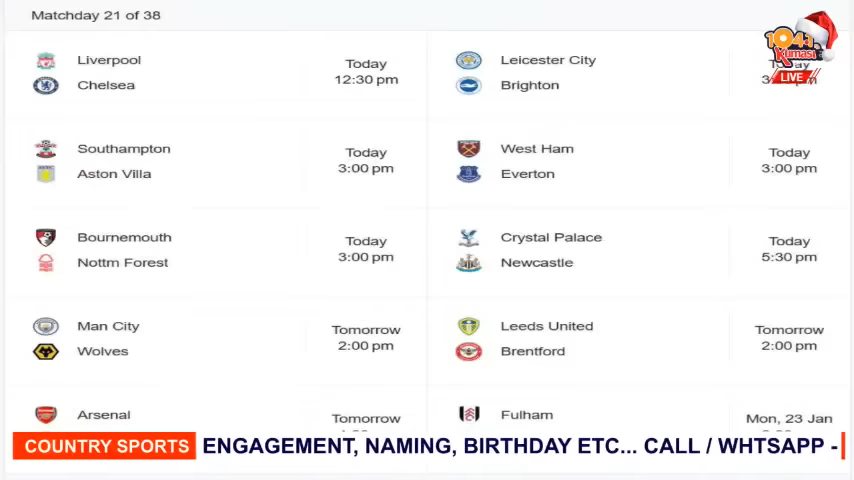 Matchday 21 of 38
Liverpool
Chelsea
Today
12:30 pm
Leicester City
Brighton
104.1
Kumasi
LIVE
Southampton
Aston Villa
Today
3:00 pm
West Ham
Everton
Today
3:00 pm
Bournemouth
Nottm Forest
Today
3:00 pm
Crystal Palace
Newcastle
Today
5:30 pm
Man City
Wolves
Tomorrow
2:00 pm
Leeds United
Brentford
Tomorrow
2:00 pm
Arsenal
Tomorrow
Fulham
Mon, 23 Jan
COUNTRY SPORTS
ENGAGEMENT, NAMING, BIRTHDAY ETC... CALL / WHTSAPP -